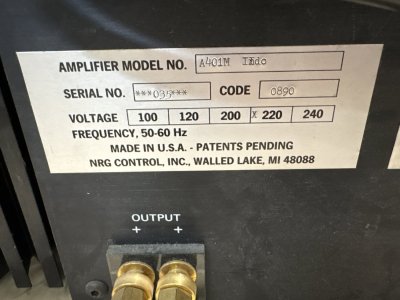 AMPLIFIER MODEL NO. A401M Indo
SERIAL NO. ***035*** CODE 0890
VOLTAGE 100 120 200 x 220 240
FREQUENCY, 50-60 Hz
MADE IN U.S.A. - PATENTS PENDING
NRG CONTROL, INC., WALLED LAKE, MI 48088
OUTPUT
+ +